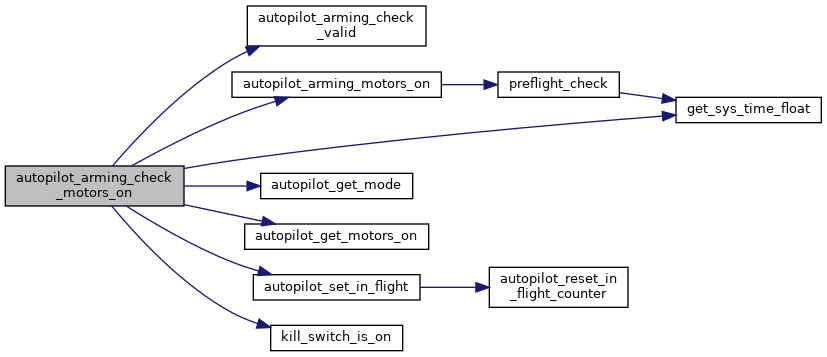 autopilot_arming_check
_valid
autopilot_arming_motors_on
preflight_check
get_sys_time_float
autopilot_arming_check
_motors_on
autopilot_get_mode
autopilot_get_motors_on
autopilot_set_in_flight
autopilot_reset_in
_flight_counter
kill_switch_is_on